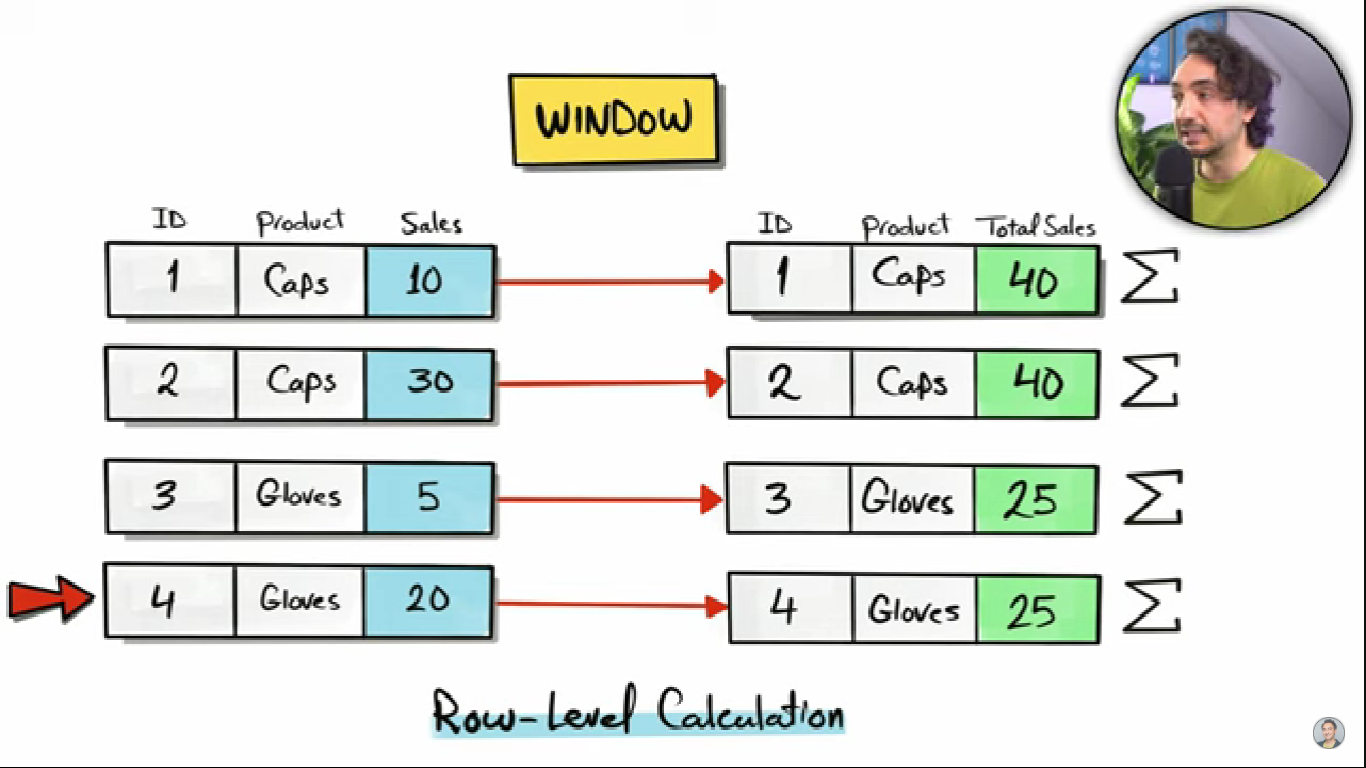 WINDOW
ID Product Sales ID Product Total Sales
1 Caps 10 1 Caps 40 Σ
2 Caps 30 2 Caps 40 Σ
3 Gloves 5 3 Gloves 25 Σ
4 Gloves 20 4 Gloves 25 Σ
Row-Level Calculation